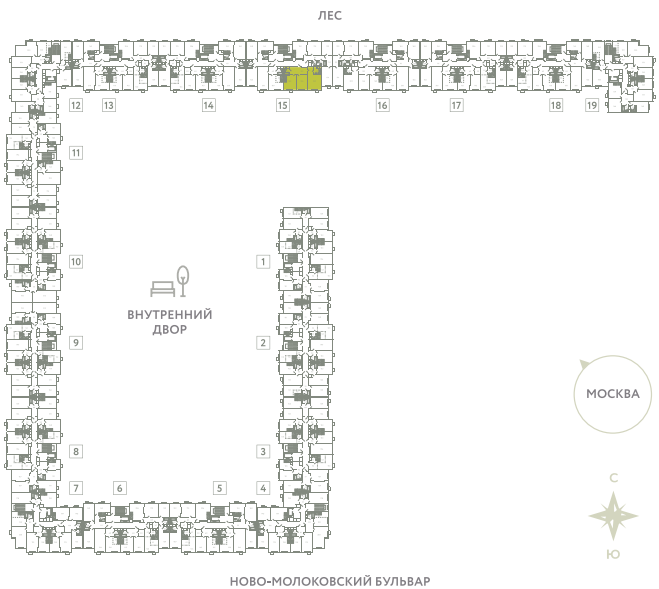 ЛЕС
12 13 14 15 16 17 18 19
11
10 1
ВНУТРЕННИЙ
ДВОР
9 2
МОСКВА
8 3
С
7 6 5 4
Ю
НОВО-МОЛОКОВСКИЙ БУЛЬВАР